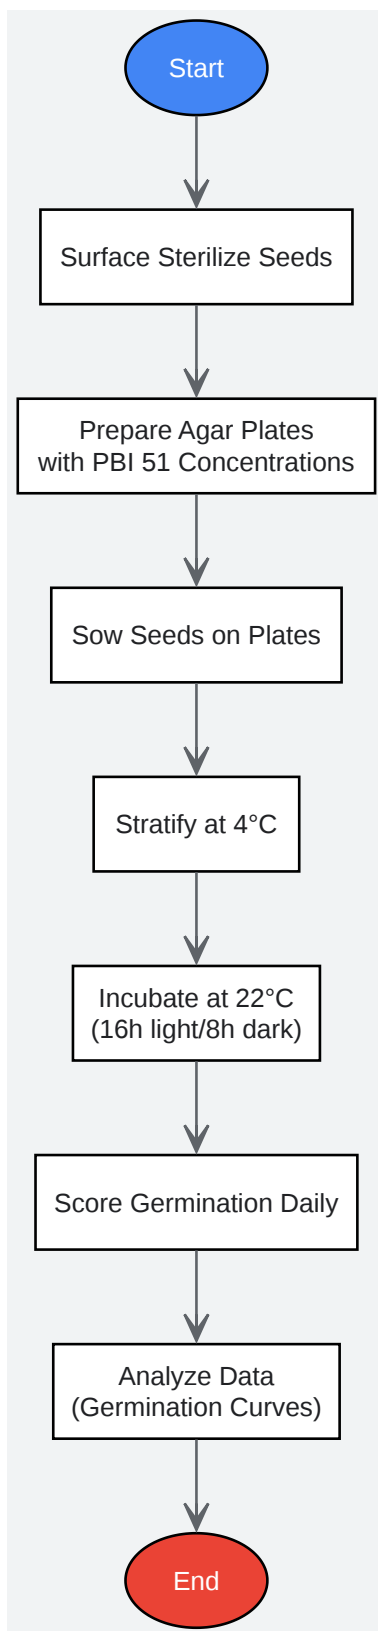 Start
Surface Sterilize Seeds
Prepare Agar Plates
with PBI 51 Concentrations
Sow Seeds on Plates
Stratify at 4°C
Incubate at 22°C
(16h light/8h dark)
Score Germination Daily
Analyze Data
(Germination Curves)
End